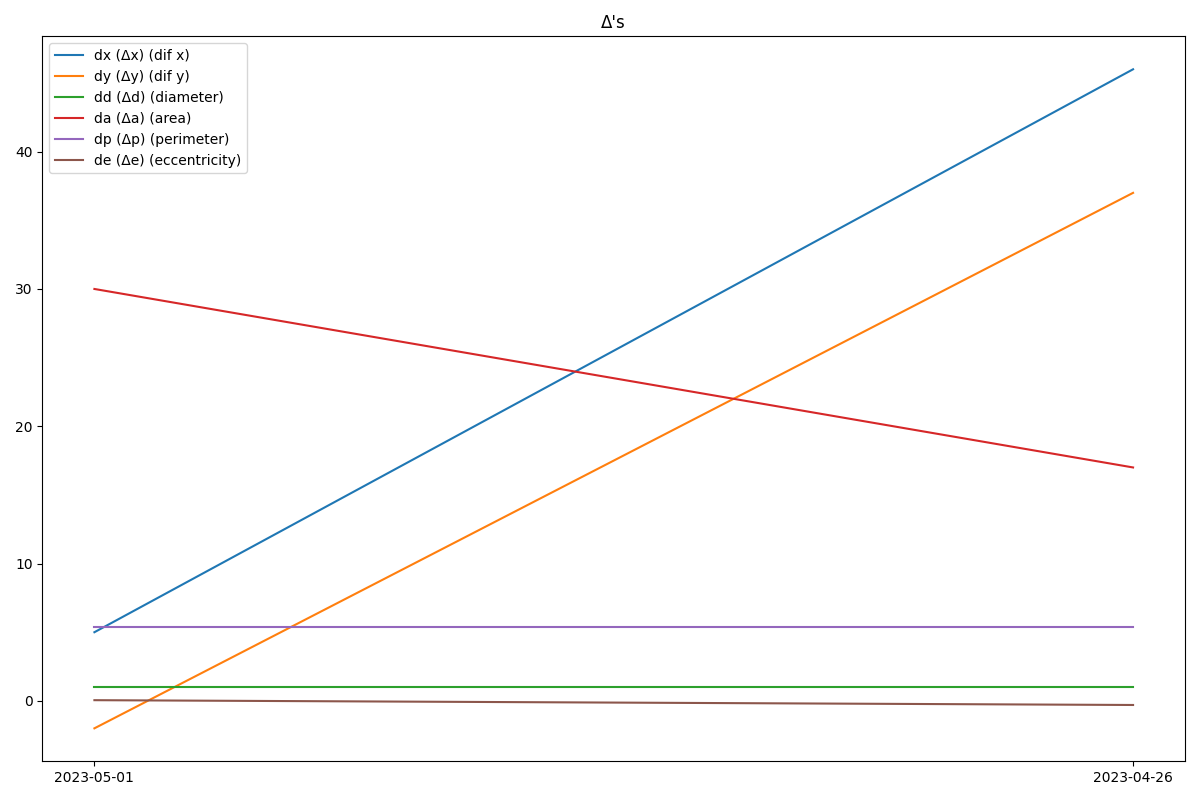 Δ's
dx (Δx) (dif x)
dy (Δy) (dif y)
dd (Δd) (diameter)
da (Δa) (area)
dp (Δp) (perimeter)
de (Δe) (eccentricity)
40
30
20
10
0
2023-05-01
2023-04-26